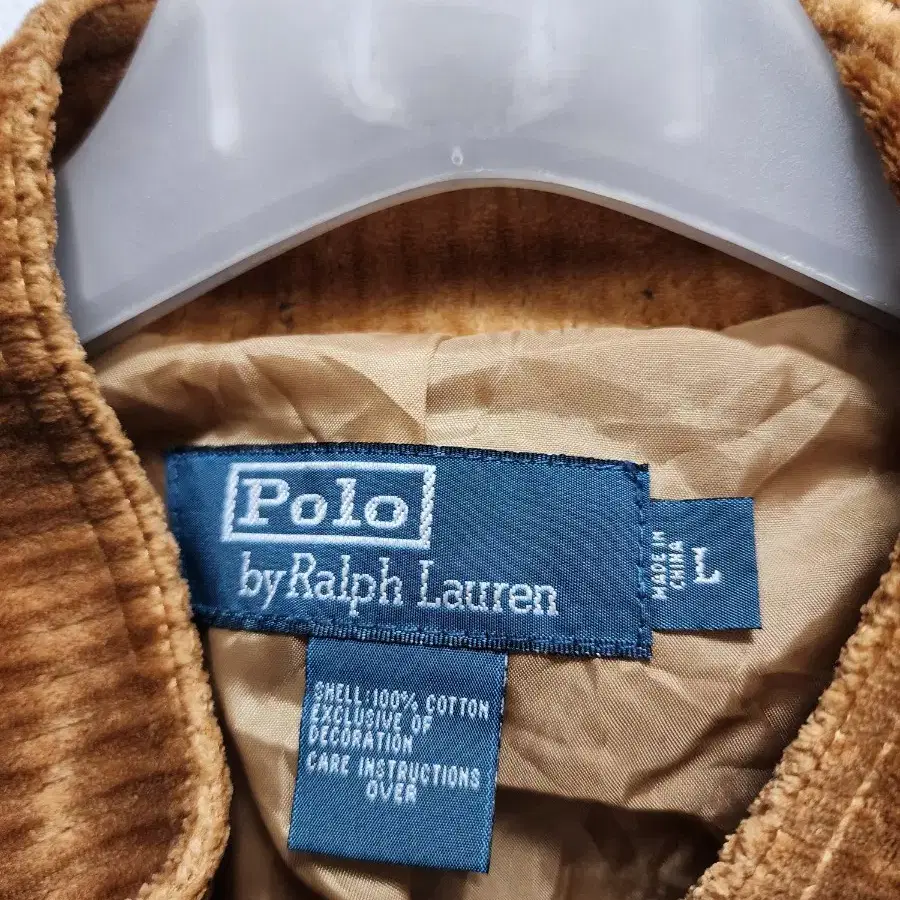 Polo
by Ralph Lauren
MADE IN
CHINA
L
SHELL:100% COTTON
EXCLUSIVE OF
DECORATION
CARE INSTRUCTIONS
OVER